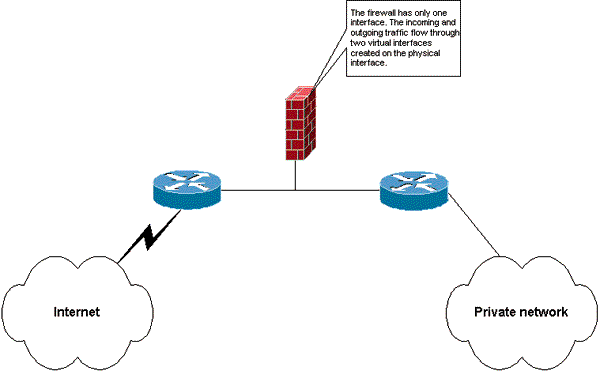 The firewall has only one
interface. The incoming and
outgoing traffic flow through
two virtual interfaces
created on the physical
interface.
Internet
Private network